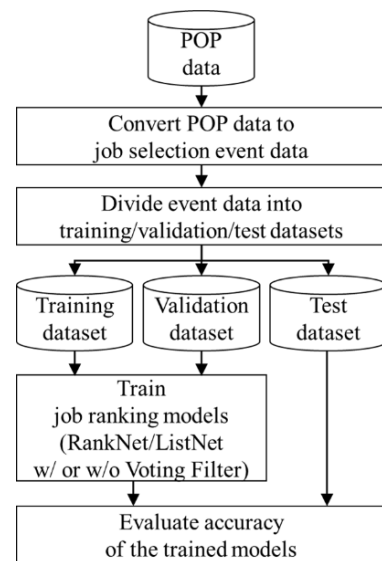 POP
data
Convert POP data to
job selection event data
Divide event data into
training/validation/test datasets
Training
dataset
Validation
dataset
Test
dataset
Train
job ranking models
(RankNet/ListNet
w/ or w/o Voting Filter)
Evaluate accuracy
of the trained models